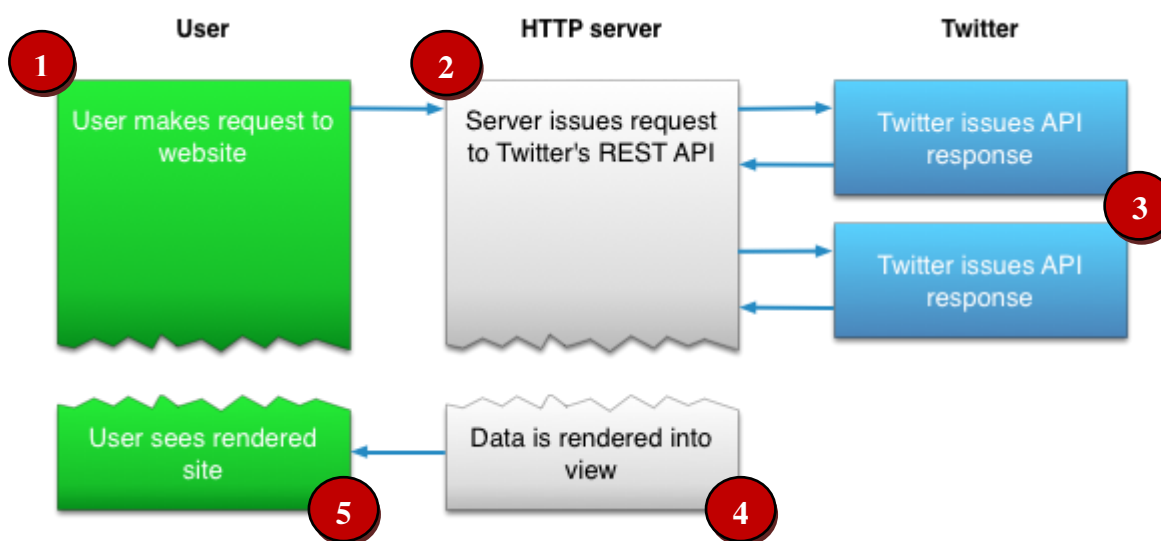 User
HTTP server
Twitter
1
2
User makes request to
website
Server issues request
to Twitter's REST API
Twitter issues API
response
3
Twitter issues API
response
User sees rendered
site
Data is rendered into
view
5
4